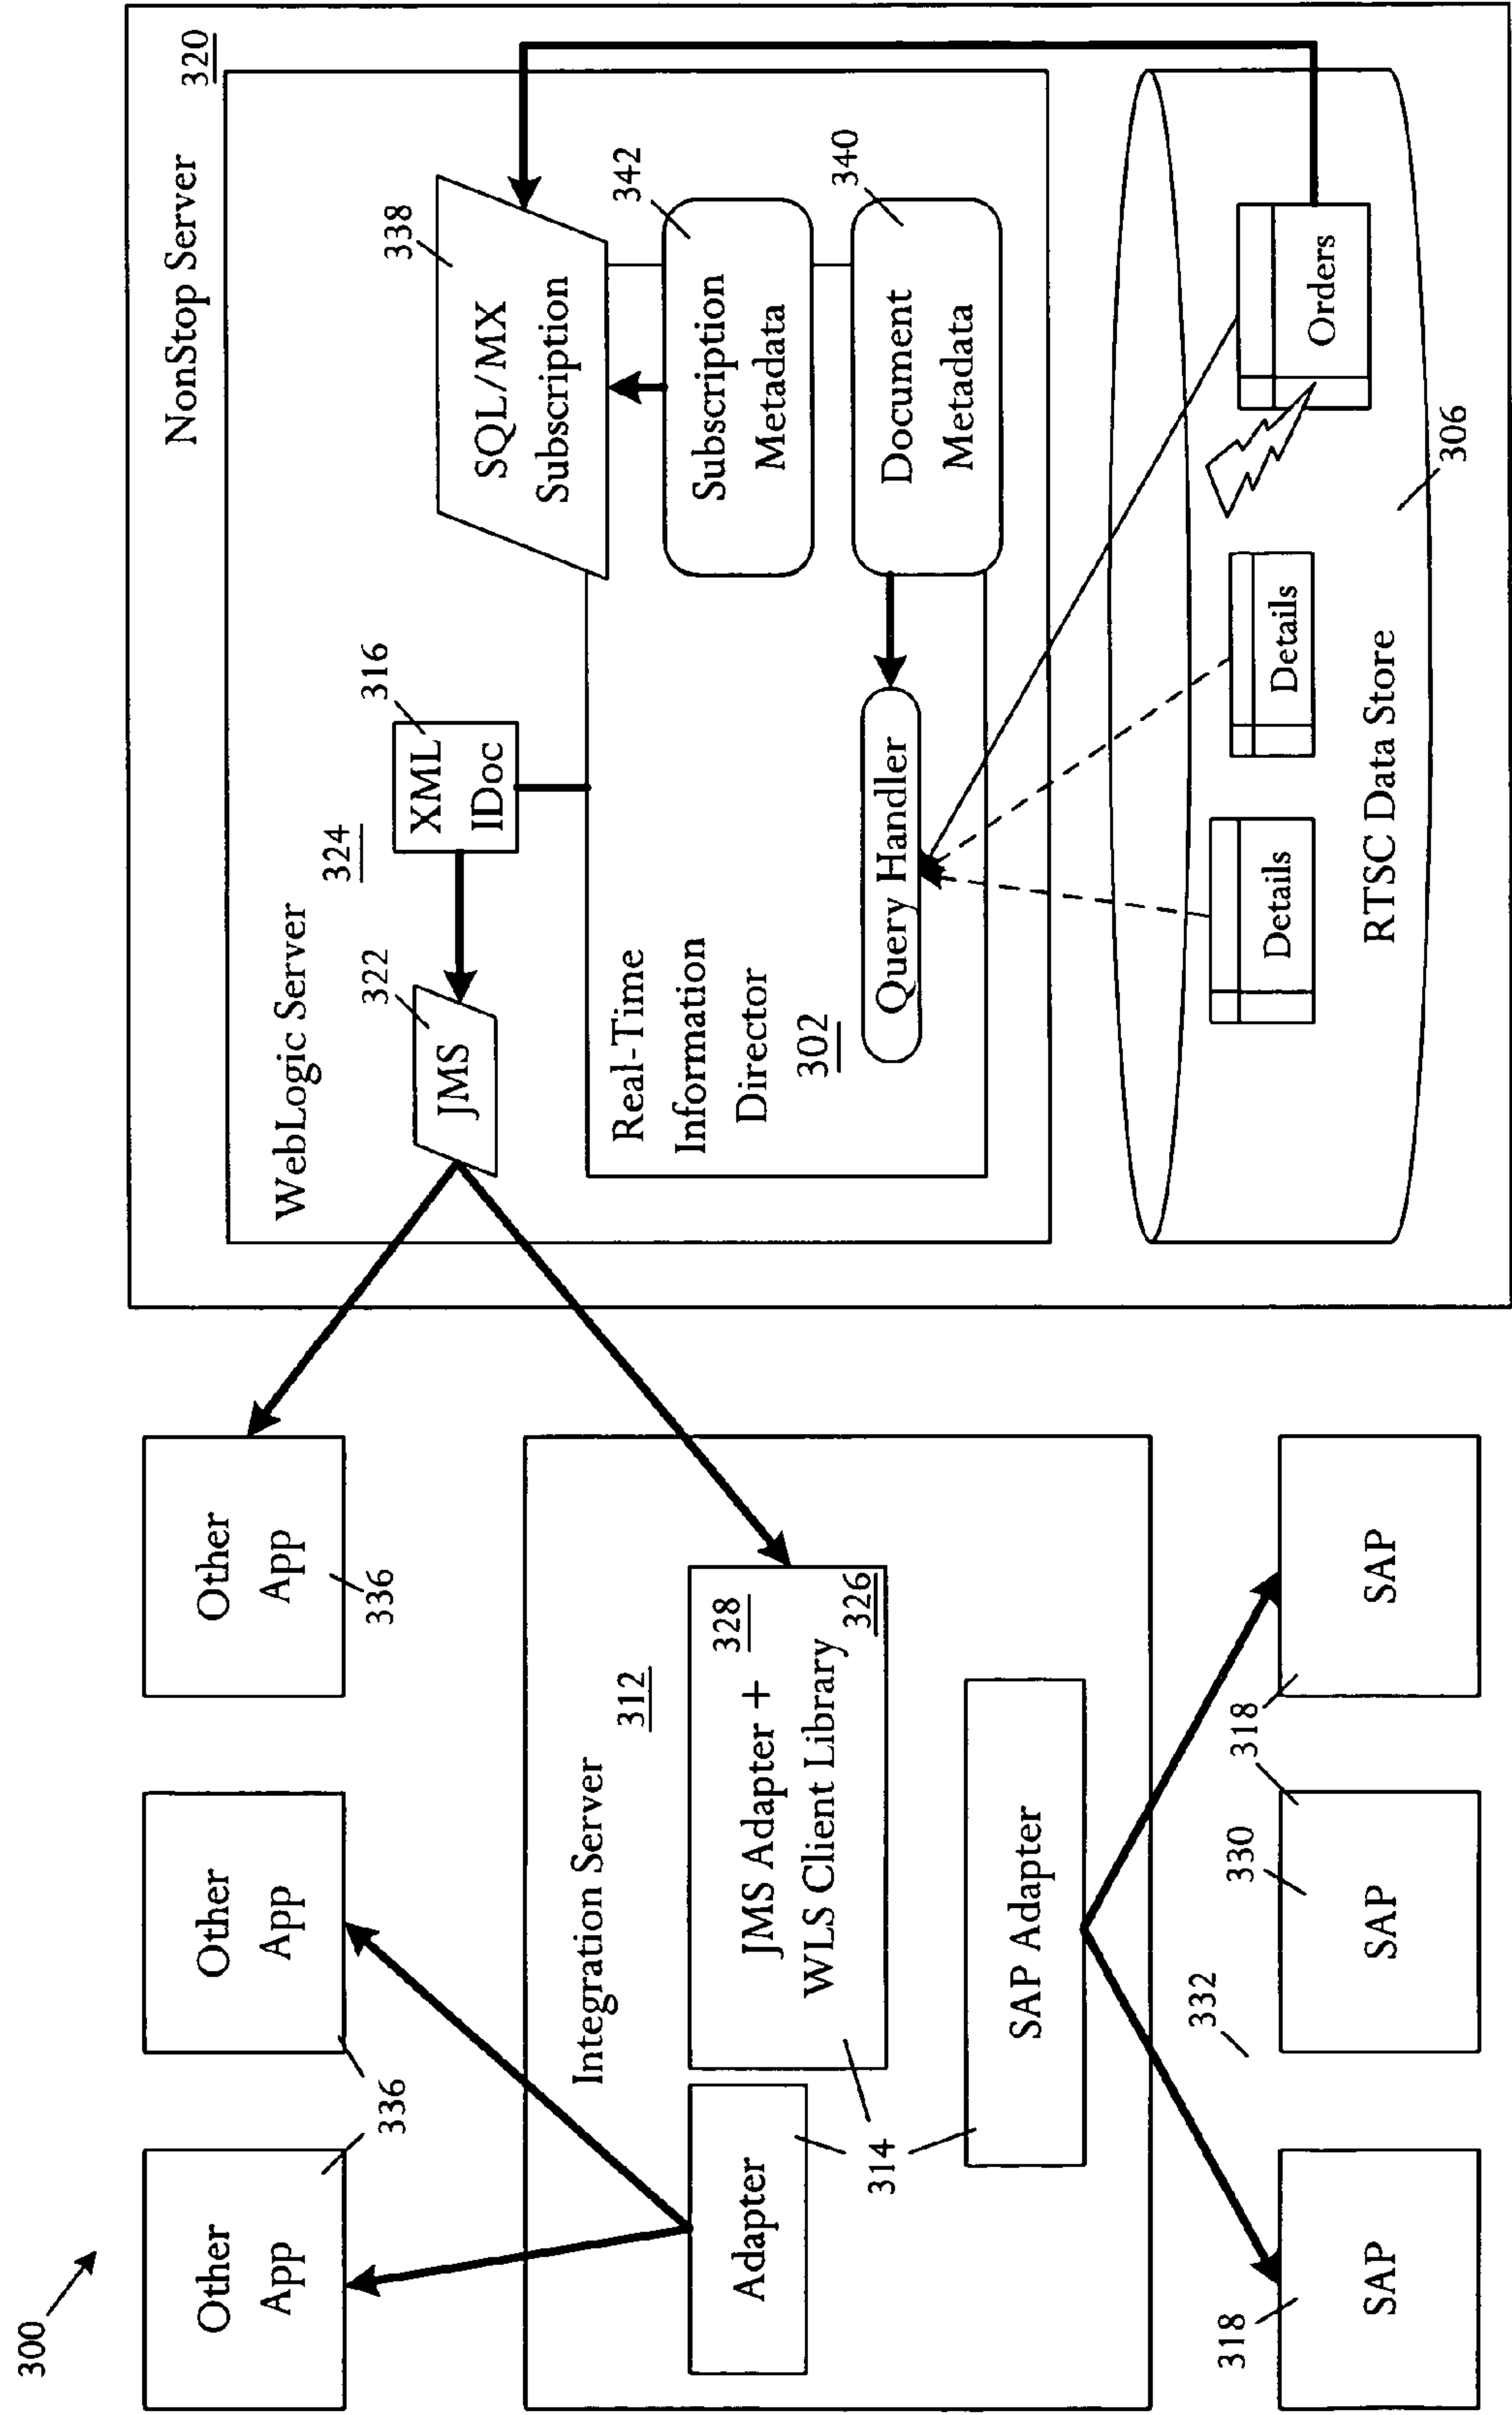 300
Other
App
Other
App
Other
App
336
336
Integration Server
312
Adapter
JMS Adapter +
328
WLS Client Library
326
314
SAP Adapter
318
332
330
318
SAP
SAP
SAP
NonStop Server
320
WebLogic Server
324
JMS
322
XML
IDoc
316
SQL/MX
Subscription
338
Subscription
Metadata
342
Document
Metadata
340
Real-Time
Information
Director
302
Query Handler
Details
Details
Orders
RTSC Data Store
306